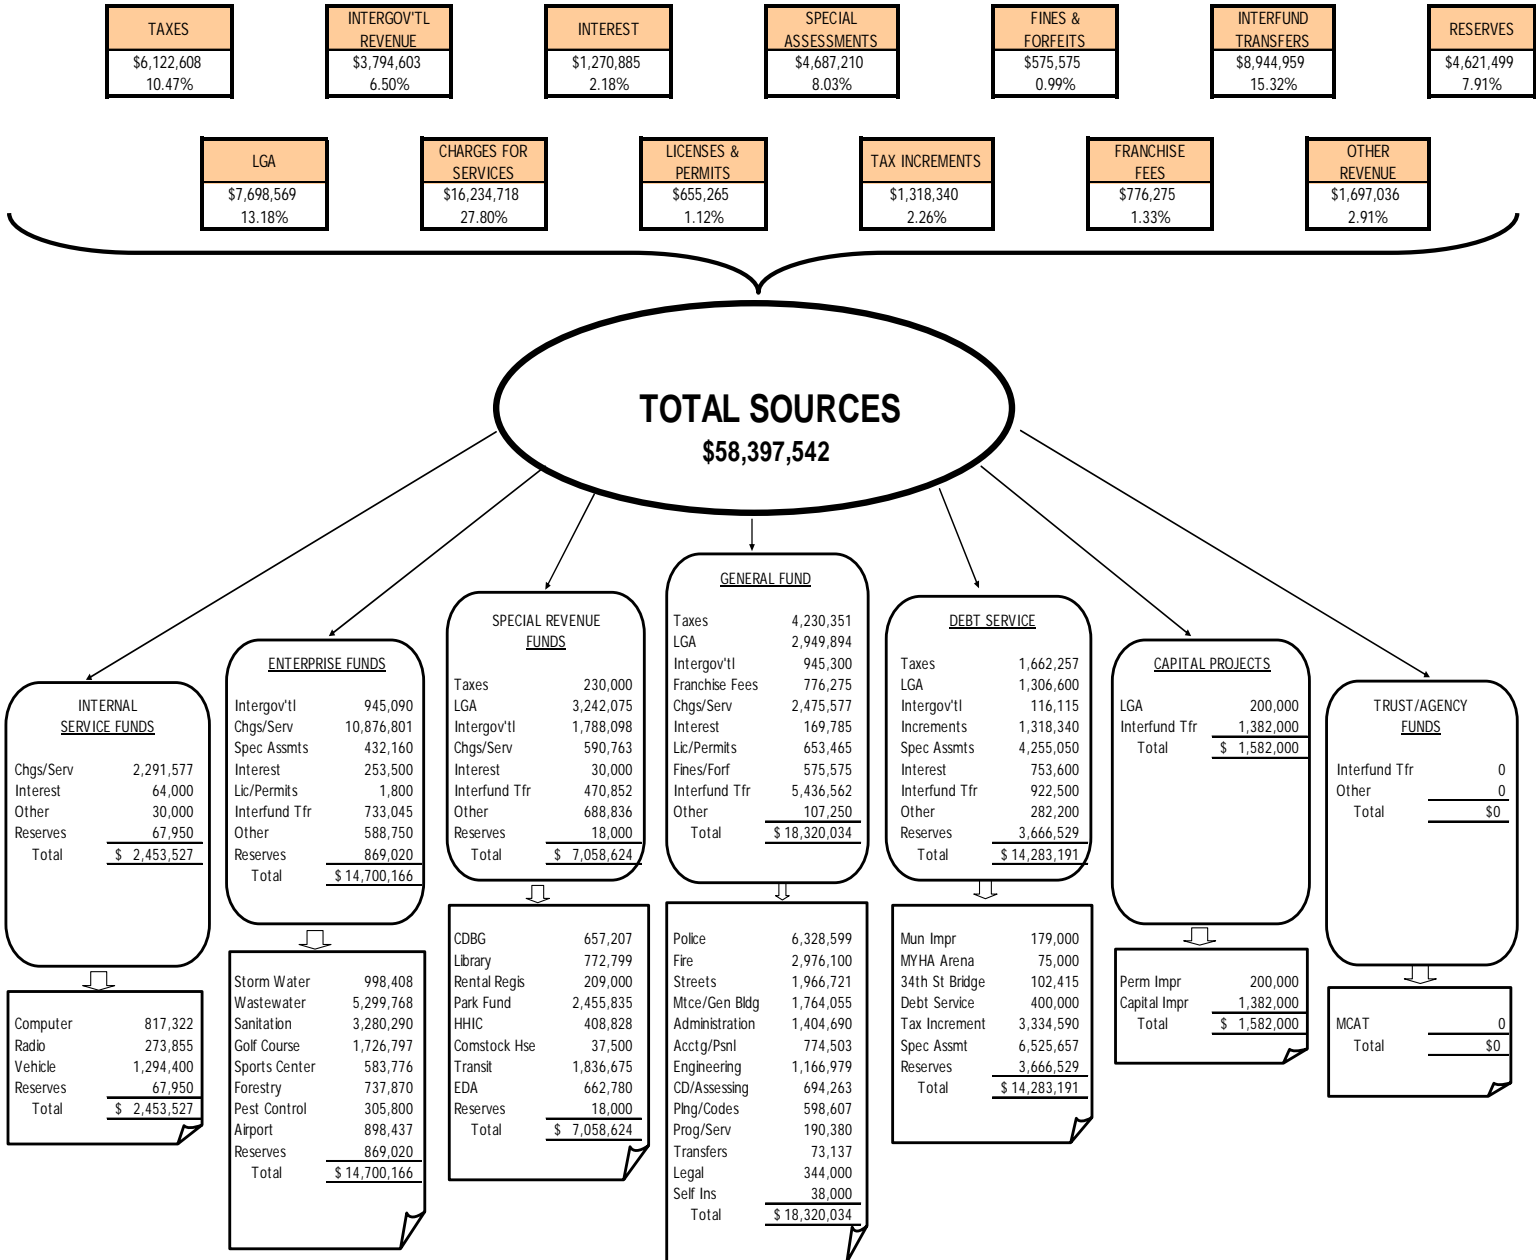 TAXES
$6,122,608
10.47%
INTERGOV'TL
REVENUE
$3,794,603
6.50%
INTEREST
$1,270,885
2.18%
SPECIAL
ASSESSMENTS
$4,687,210
8.03%
FINES &
FORFEITS
$575,575
0.99%
INTERFUND
TRANSFERS
$8,944,959
15.32%
RESERVES
$4,621,499
7.91%
LGA
$7,698,569
13.18%
CHARGES FOR
SERVICES
$16,234,718
27.80%
LICENSES &
PERMITS
$655,265
1.12%
TAX INCREMENTS
$1,318,340
2.26%
FRANCHISE
FEES
$776,275
1.33%
OTHER
REVENUE
$1,697,036
2.91%
TOTAL SOURCES
$58,397,542
INTERNAL
SERVICE FUNDS
Chgs/Serv 2,291,577
Interest 64,000
Other 30,000
Reserves 67,950
Total $ 2,453,527
Computer 817,322
Radio 273,855
Vehicle 1,294,400
Reserves 67,950
Total $ 2,453,527
ENTERPRISE FUNDS
Intergov'tl 945,090
Chgs/Serv 10,876,801
Spec Assmts 432,160
Interest 253,500
Lic/Permits 1,800
Interfund Tfr 733,045
Other 588,750
Reserves 869,020
Total $ 14,700,166
Storm Water 998,408
Wastewater 5,299,768
Sanitation 3,280,290
Golf Course 1,726,797
Sports Center 583,776
Forestry 737,870
Pest Control 305,800
Airport 898,437
Reserves 869,020
Total $ 14,700,166
SPECIAL REVENUE
FUNDS
Taxes 230,000
LGA 3,242,075
Intergov'tl 1,788,098
Chgs/Serv 590,763
Interest 30,000
Interfund Tfr 470,852
Other 688,836
Reserves 18,000
Total $ 7,058,624
CDBG 657,207
Library 772,799
Rental Regis 209,000
Park Fund 2,455,835
HHIC 408,828
Comstock Hse 37,500
Transit 1,836,675
EDA 662,780
Reserves 18,000
Total $ 7,058,624
GENERAL FUND
Taxes 4,230,351
LGA 2,949,894
Intergov'tl 945,300
Franchise Fees 776,275
Chgs/Serv 2,475,577
Interest 169,785
Lic/Permits 653,465
Fines/Forf 575,575
Interfund Tfr 5,436,562
Other 107,250
Total $ 18,320,034
Police 6,328,599
Fire 2,976,100
Streets 1,966,721
Mtce/Gen Bldg 1,764,055
Administration 1,404,690
Acctg/Psnl 774,503
Engineering 1,166,979
CD/Assessing 694,263
Plng/Codes 598,607
Prog/Serv 190,380
Transfers 73,137
Legal 344,000
Self Ins 38,000
Total $ 18,320,034
DEBT SERVICE
Taxes 1,662,257
LGA 1,306,600
Intergov'tl 116,115
Increments 1,318,340
Spec Assmts 4,255,050
Interest 753,600
Interfund Tfr 922,500
Other 282,200
Reserves 3,666,529
Total $ 14,283,191
Mun Impr 179,000
MYHA Arena 75,000
34th St Bridge 102,415
Debt Service 400,000
Tax Increment 3,334,590
Spec Assmt 6,525,657
Reserves 3,666,529
Total $ 14,283,191
CAPITAL PROJECTS
LGA 200,000
Interfund Tfr 1,382,000
Total $ 1,582,000
Perm Impr 200,000
Capital Impr 1,382,000
Total $ 1,582,000
TRUST/AGENCY
FUNDS
Interfund Tfr 0
Other 0
Total $0
MCAT 0
Total $0